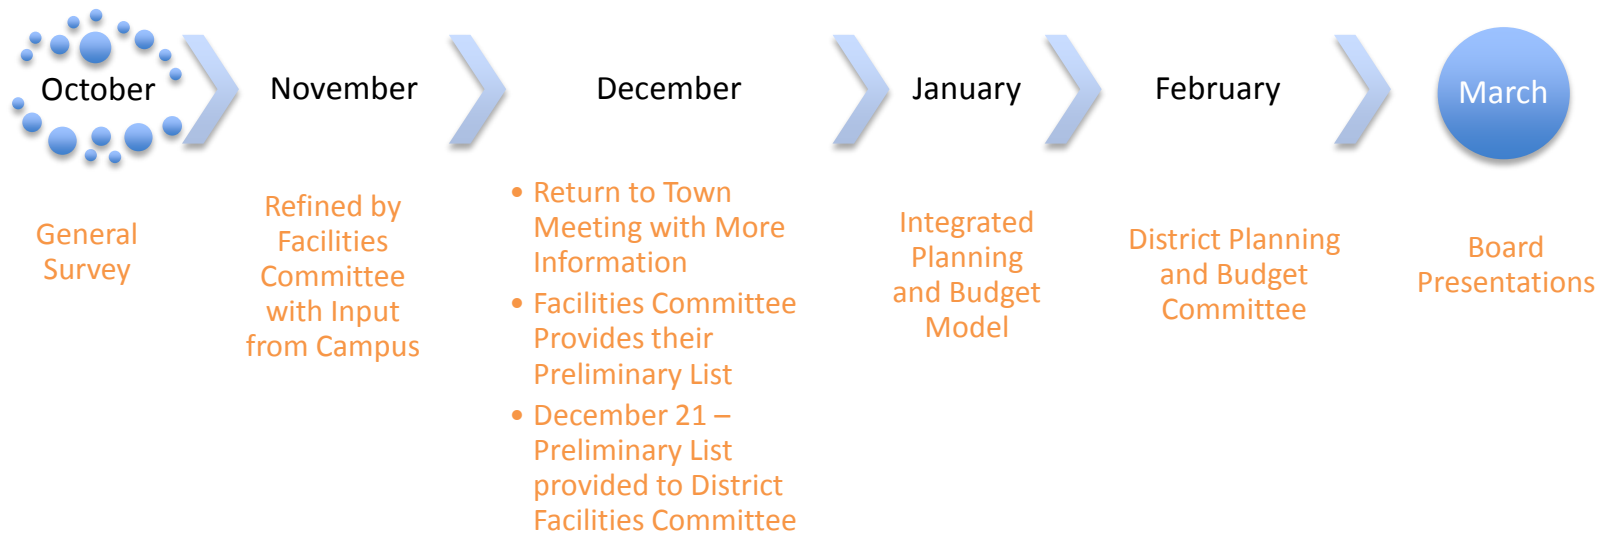 October
November
December
January
February
March
General
Survey
Refined by
Facilities
Committee
with Input
from Campus
• Return to Town
Meeting with More
Information
• Facilities Committee
Provides their
Preliminary List
• December 21 –
Preliminary List
provided to District
Facilities Committee
Integrated
Planning
and Budget
Model
District Planning
and Budget
Committee
Board
Presentations